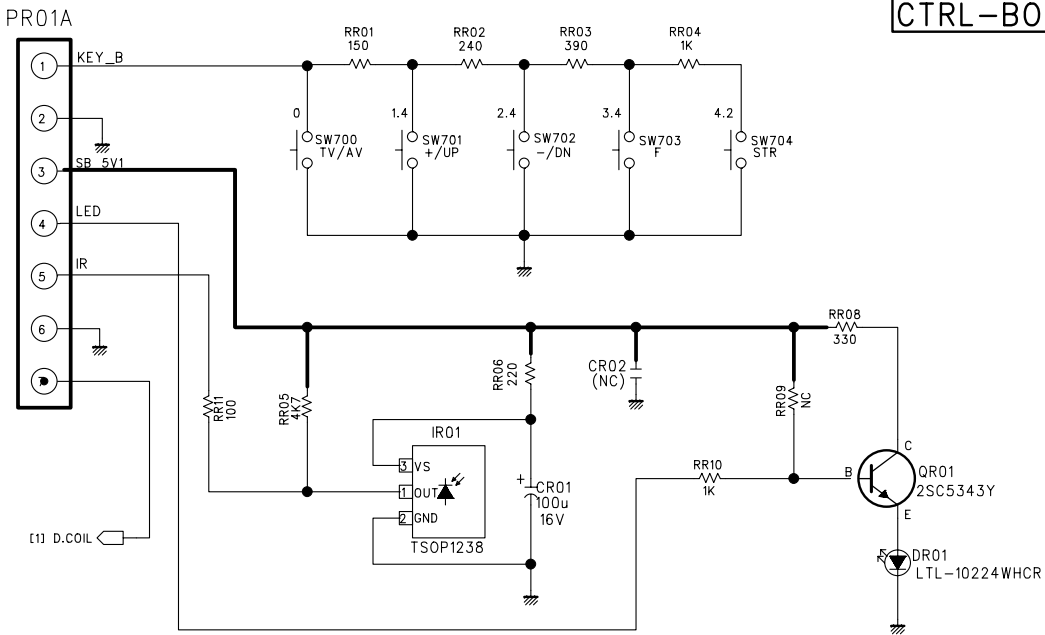 PR01A
CTRL-BO
1
KEY_B
2
3
SB_5V1
4
LED
5
IR
6
7
RR01
150
RR02
240
RR03
390
RR04
1K
0
SW700
TV/AV
1.4
SW701
+/UP
2.4
SW702
-/DN
3.4
SW703
F
4.2
SW704
STR
RR08
330
RR11
100
RR05
4K7
RR06
220
CR02
(NC)
RR09
NC
IR01
3 VS
1 OUT
2 GND
TSOP1238
+
CR01
100u
16V
RR10
1K
B
C
E
QR01
2SC5343Y
DR01
LTL-10224WHCR
[1] D.COIL